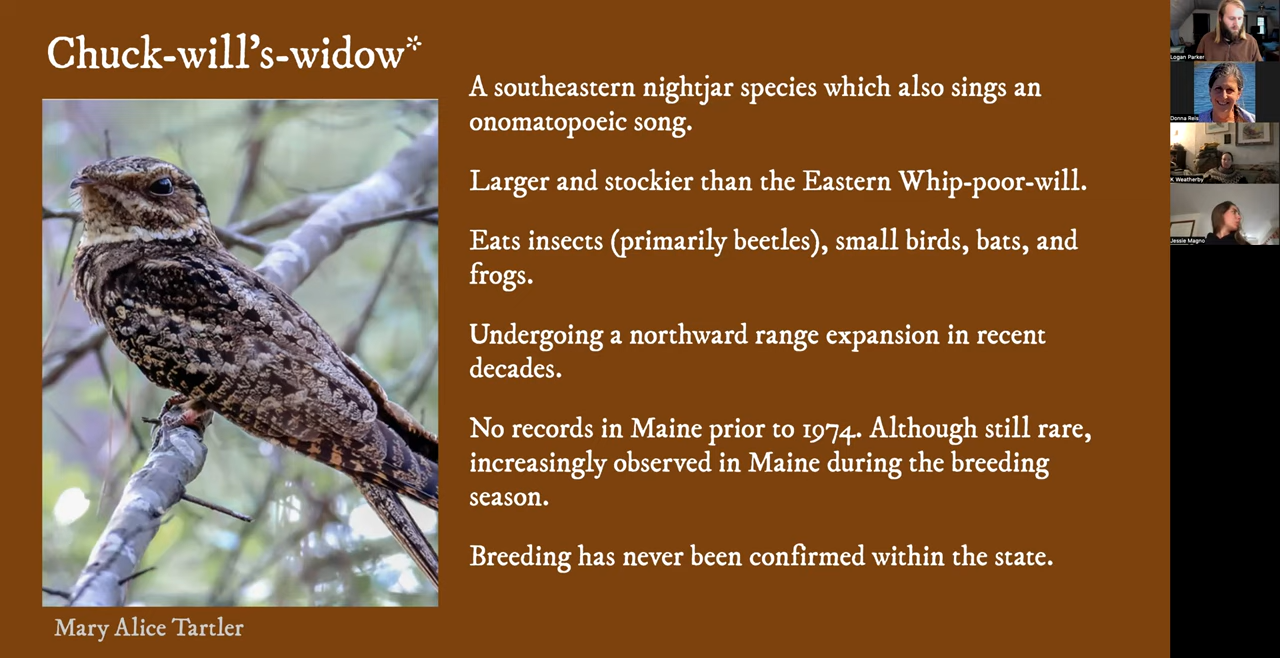 Chuck-will's-widow*
A southeastern nightjar species which also sings an
onomatopoeic song.
Larger and stockier than the Eastern Whip-poor-will.
Eats insects (primarily beetles), small birds, bats, and
frogs.
Undergoing a northward range expansion in recent
decades.
No records in Maine prior to 1974. Although still rare,
increasingly observed in Maine during the breeding
season.
Breeding has never been confirmed within the state.
Mary Alice Tartler
Logan Parker
Donna Reis
K Weatherby
Jessie Magno